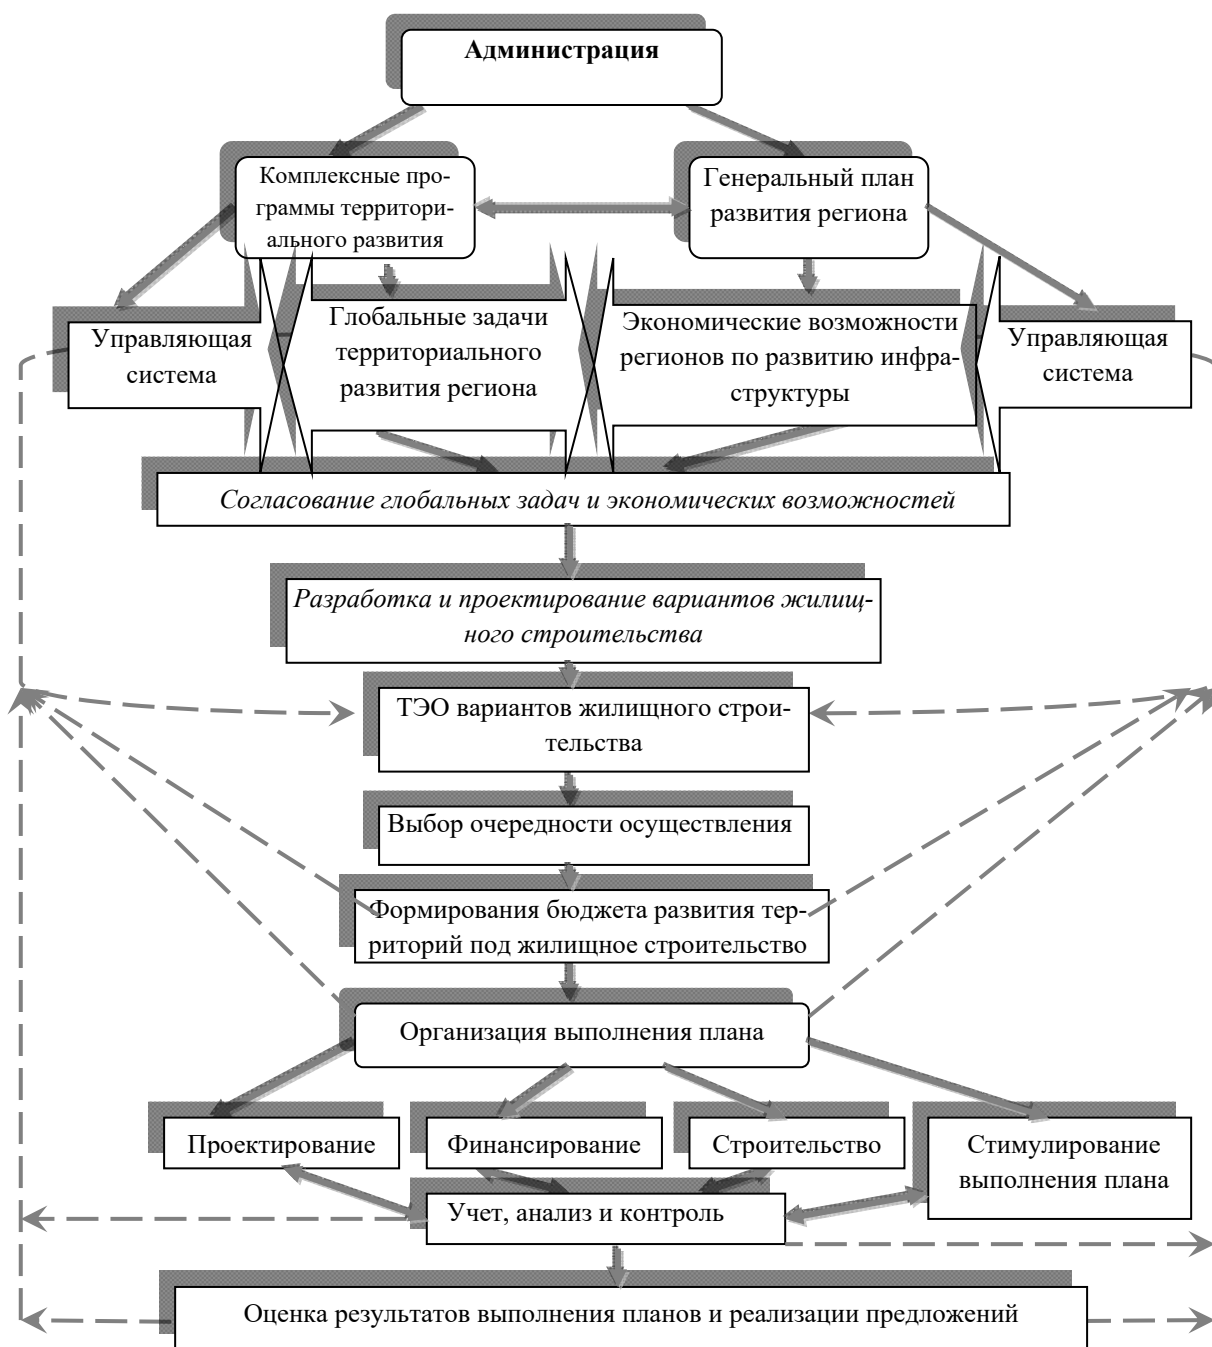 Администрация
Комплексные про-
граммы территори-
ального развития
Генеральный план
развития региона
Управляющая
система
Глобальные задачи
территориального
развития региона
Экономические возможности
регионов по развитию инфра-
структуры
Управляющая
система
Согласование глобальных задач и экономических возможностей
Разработка и проектирование вариантов жилищ-
ного строительства
ТЭО вариантов жилищного строи-
тельства
Выбор очередности осуществления
Формирования бюджета развития тер-
риторий под жилищное строительство
Организация выполнения плана
Проектирование
Финансирование
Строительство
Стимулирование
выполнения плана
Учет, анализ и контроль
Оценка результатов выполнения планов и реализации предложений